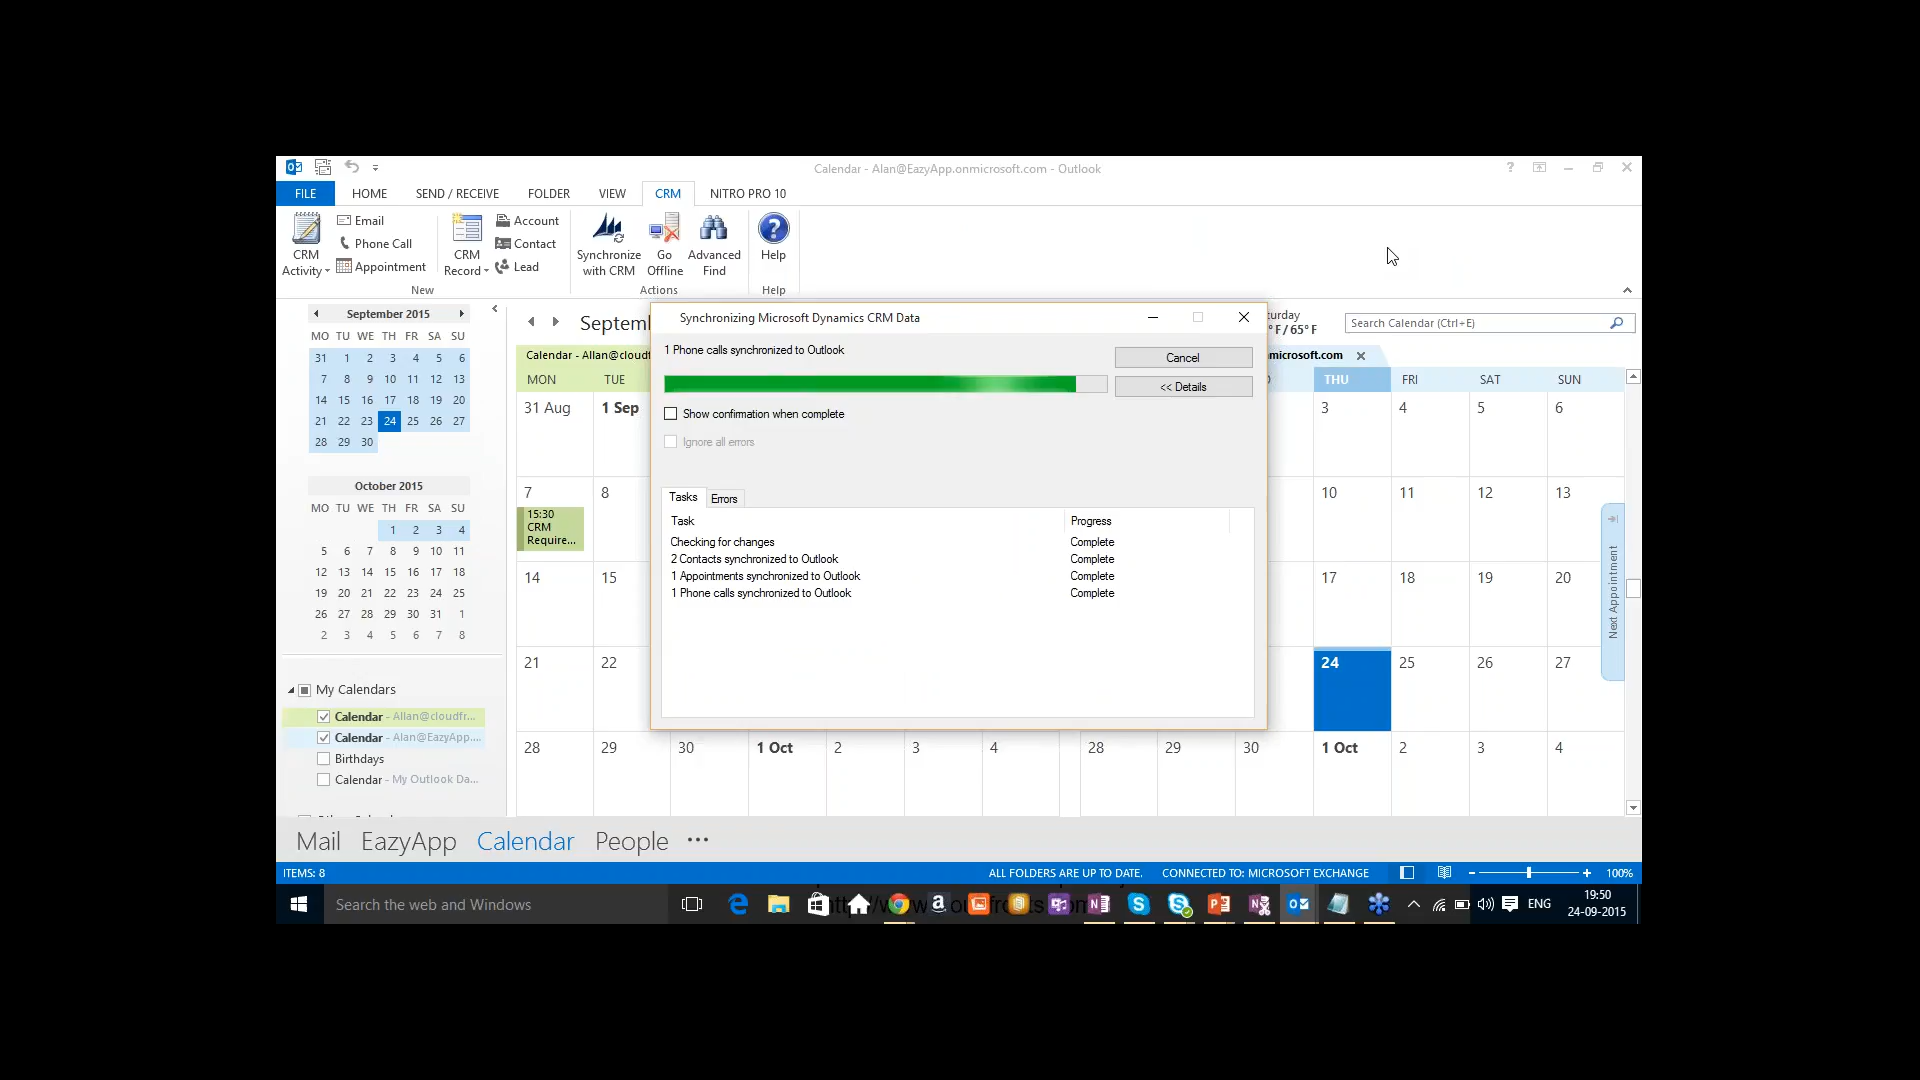 Calendar - Alan@EazyApp.onmicrosoft.com - Outlook
FILE HOME SEND / RECEIVE FOLDER VIEW CRM NITRO PRO 10
CRM Activity
Email
Phone Call
Appointment
CRM Record
Account
Contact
Lead
New
Synchronize with CRM
Go Offline
Advanced Find
Actions
Help
Help
September 2015
MO TU WE TH FR SA SU
31 1 2 3 4 5 6
7 8 9 10 11 12 13
14 15 16 17 18 19 20
21 22 23 24 25 26 27
28 29 30
October 2015
MO TU WE TH FR SA SU
1 2 3 4
5 6 7 8 9 10 11
12 13 14 15 16 17 18
19 20 21 22 23 24 25
26 27 28 29 30 31 1
2 3 4 5 6 7 8
My Calendars
Calendar - Allan@cloudfr...
Calendar - Alan@EazyApp....
Birthdays
Calendar - My Outlook Da...
Septem
turday
° F / 65° F
Search Calendar (Ctrl+E)
Calendar - Allan@cloudf
microsoft.com
MON TUE THU FRI SAT SUN
31 Aug 1 Sep 3 4 5 6
7 8 10 11 12 13
15:30
CRM
Require...
14 15 17 18 19 20
21 22 24 25 26 27
28 29 30 1 Oct 2 3 4 28 29 30 1 Oct 2 3 4
Next Appointment
Synchronizing Microsoft Dynamics CRM Data
1 Phone calls synchronized to Outlook
Cancel
<< Details
Show confirmation when complete
Ignore all errors
Tasks Errors
Task Progress
Checking for changes Complete
2 Contacts synchronized to Outlook Complete
1 Appointments synchronized to Outlook Complete
1 Phone calls synchronized to Outlook Complete
Mail EazyApp Calendar People
ITEMS: 8 ALL FOLDERS ARE UP TO DATE. CONNECTED TO: MICROSOFT EXCHANGE 100%
Search the web and Windows
ENG
19:50
24-09-2015